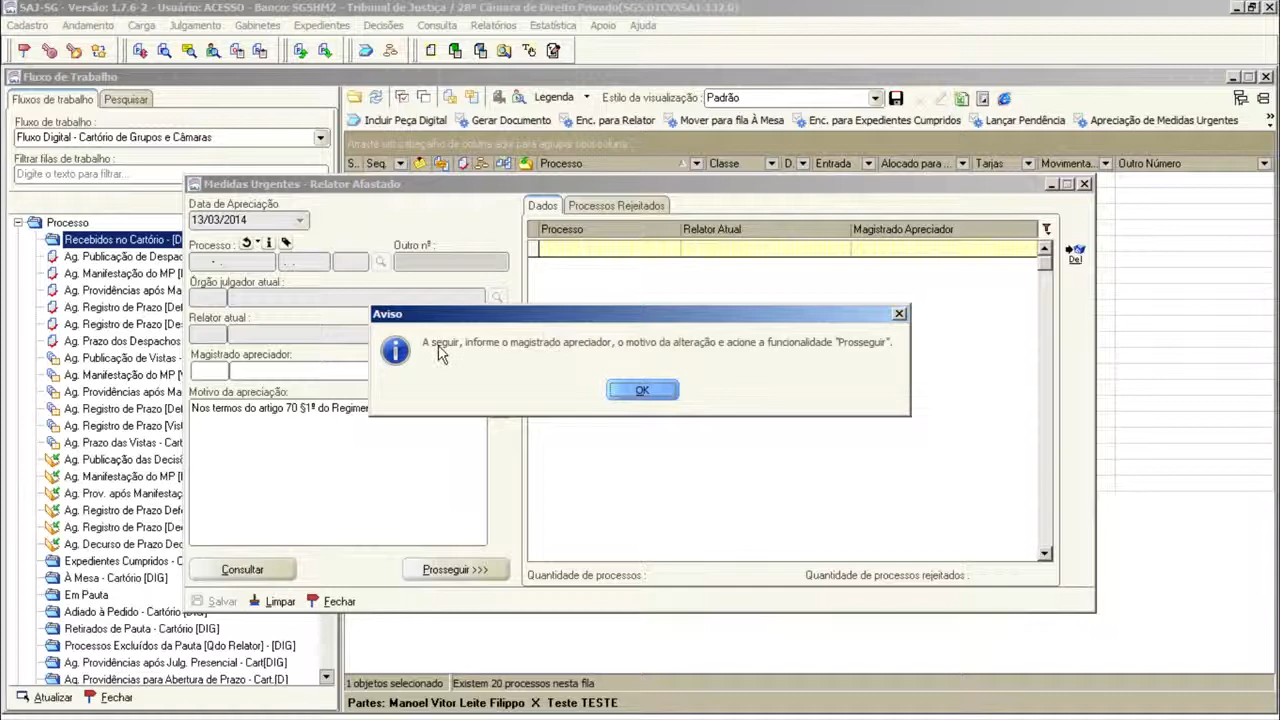 SAJ-SG - Versão: 1.7.6-2 - Usuário: ACESSO - Banco: SG5HMZ - Tribunal de Justiça / 28ª Câmara de Direito Privado
Cadastro Andamento Carga Julgamento Gabinetes Expedientes Decisões Consulta Relatórios Estatística Apoio Ajuda
Fluxo de Trabalho
Fluxos de trabalho Pesquisar
Legenda Estilo da visualização : Padrão
Fluxo de trabalho :
Incluir Peça Digital Gerar Documento Enc. para Relator Mover para fila À Mesa Enc. para Expedientes Cumpridos Lançar Pendência Apreciação de Medidas Urgentes
Fluxo Digital - Cartório de Grupos e Câmaras
Filtrar filas de trabalho :
Digite o texto para filtrar...
S.. Seq. Processo Classe D. Entrada Alocado para ... Tarjas Movimenta... Outro Número
Medidas Urgentes - Relator Afastado
Data de Apreciação
13/03/2014
Processo : Outro nº :
Órgão julgador atual :
Relator atual :
Magistrado apreciador:
Motivo da apreciação:
Nos termos do artigo 70 §1º do Regimen
Consultar Prosseguir >>>
Salvar Limpar Fechar
Dados Processos Rejeitados
Processo Relator Atual Magistrado Apreciador
Del
Quantidade de processos : Quantidade de processos rejeitados :
Aviso
A seguir, informe o magistrado apreciador, o motivo da alteração e acione a funcionalidade "Prosseguir".
OK
Processo
Recebidos no Cartório - [D
Ag. Publicação de Despac
Ag. Manifestação do MP [
Ag. Providências após Ma
Ag. Registro de Prazo [Def
Ag. Registro de Prazo [Des
Ag. Prazo dos Despachos
Ag. Publicação de Vistas -
Ag. Manifestação do MP [
Ag. Providências após Ma
Ag. Registro de Prazo [Def
Ag. Registro de Prazo [Vist
Ag. Prazo das Vistas - Cart
Ag. Publicação das Decisõ
Ag. Manifestação do MP [
Ag. Prov. após Manifesta
Ag. Registro de Prazo Def
Ag. Registro de Prazo [Dec
Ag. Decurso de Prazo Dec
Expedientes Cumpridos - C
À Mesa - Cartório [DIG]
Em Pauta
Adiado à Pedido - Cartório [DIG]
Retirados de Pauta - Cartório [DIG]
Processos Excluídos da Pauta [Qdo Relator] - [DIG]
Ag. Providências após Julg. Presencial - Cart[DIG]
Ag. Providências para Abertura de Prazo - Cart.[D]
Atualizar Fechar
1 objetos selecionado Existem 20 processos nesta fila
Partes: Manoel Vitor Leite Filippo X Teste TESTE